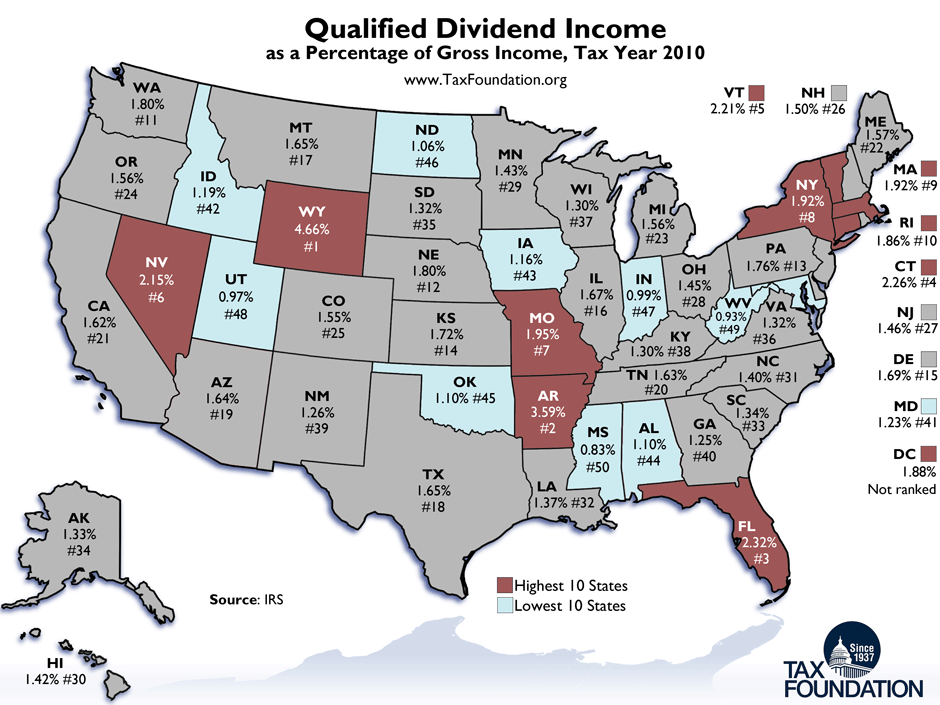 Qualified Dividend Income
as a Percentage of Gross Income, Tax Year 2010
www.TaxFoundation.org
VT
2.21% #5
NH
1.50% #26
WA
1.80%
#11
MT
1.65%
#17
ND
1.06%
#46
MN
1.43%
#29
ME
1.57%
#22
OR
1.56%
#24
ID
1.19%
#42
WY
4.66%
#1
SD
1.32%
#35
WI
1.30%
#37
MI
1.56%
#23
NY
1.92%
#8
MA
1.92% #9
RI
1.86% #10
CT
2.26% #4
NJ
1.46% #27
DE
1.69% #15
MD
1.23% #41
DC
1.88%
Not ranked
NV
2.15%
#6
UT
0.97%
#48
CO
1.55%
#25
NE
1.80%
#12
IA
1.16%
#43
IL
1.67%
#16
IN
0.99%
#47
OH
1.45%
#28
PA
1.76% #13
WV
0.93%
#49
VA
1.32%
#36
CA
1.62%
#21
KS
1.72%
#14
MO
1.95%
#7
KY
1.30% #38
AZ
1.64%
#19
NM
1.26%
#39
OK
1.10% #45
AR
3.59%
#2
TN 1.63%
#20
NC
1.40% #31
SC
1.34%
#33
MS
0.83%
#50
AL
1.10%
#44
GA
1.25%
#40
TX
1.65%
#18
LA
1.37% #32
FL
2.32%
#3
AK
1.33%
#34
HI
1.42% #30
Source: IRS
Highest 10 States
Lowest 10 States
Since
1937
TAX
FOUNDATION